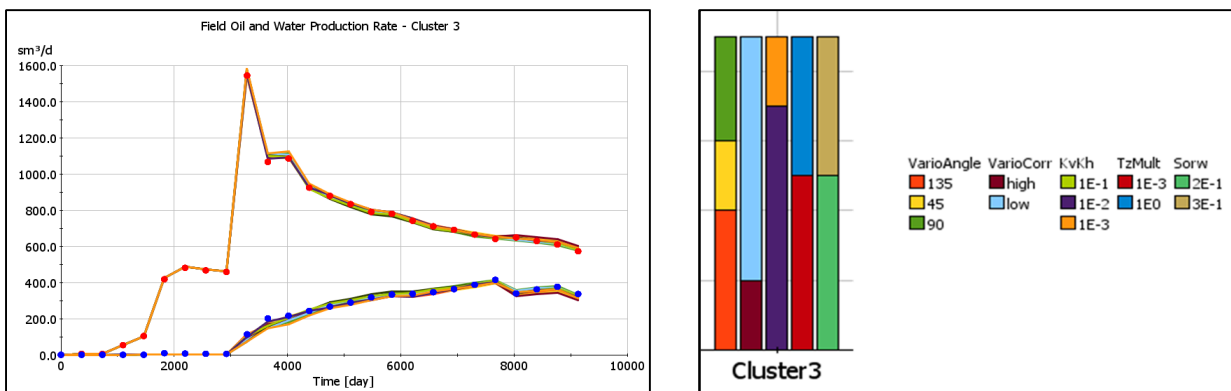 Field Oil and Water Production Rate - Cluster 3
sm³/d
1600.0
1400.0
1200.0
1000.0
800.0
600.0
400.0
200.0
0.0
0 2000 4000 6000 8000 10000
Time [day]
Cluster3
VarioAngle VarioCorr KvKh TzMult Sorw
135 high 1E-1 1E-3 2E-1
45 low 1E-2 1E0 3E-1
90 1E-3